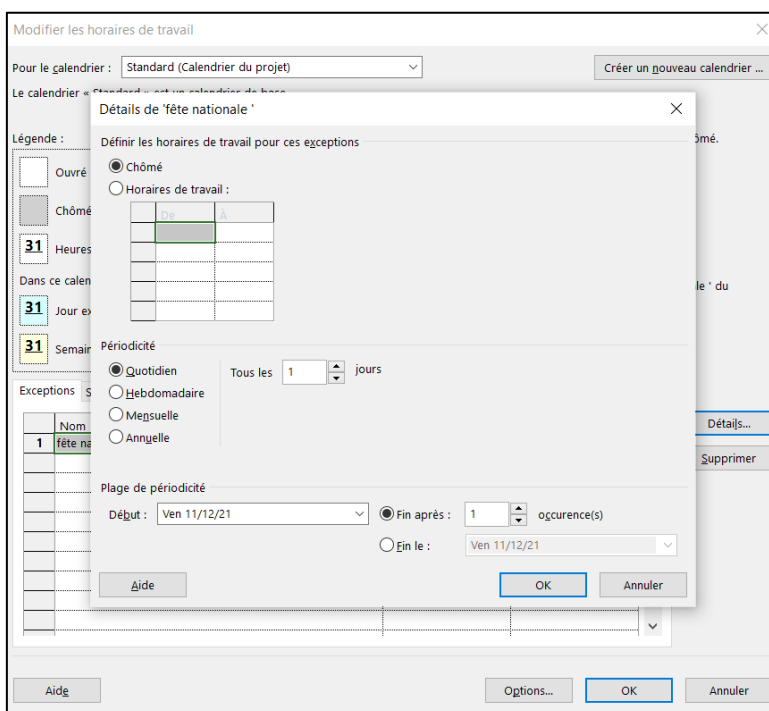 Modifier les horaires de travail
Pour le calendrier : Standard (Calendrier du projet) Créer un nouveau calendrier ...
Le calendrier « Standard » est un calendrier de base
Détails de 'fête nationale '
Légende :
Définir les horaires de travail pour ces exceptions
ômé.
Ouvré
Chômé
Horaires de travail :
De À
Chômé
31 Heures
Dans ce calen
le ' du
31 Jour ex
31 Semain
Périodicité
Quotidien Tous les 1 jours
Hebdomadaire
Mensuelle
Annuelle
Exceptions S
Nom
1 fête na
Détails...
Supprimer
Plage de périodicité
Début : Ven 11/12/21 Fin après : 1 occurence(s)
Fin le : Ven 11/12/21
Aide OK Annuler
Aide Options... OK Annuler